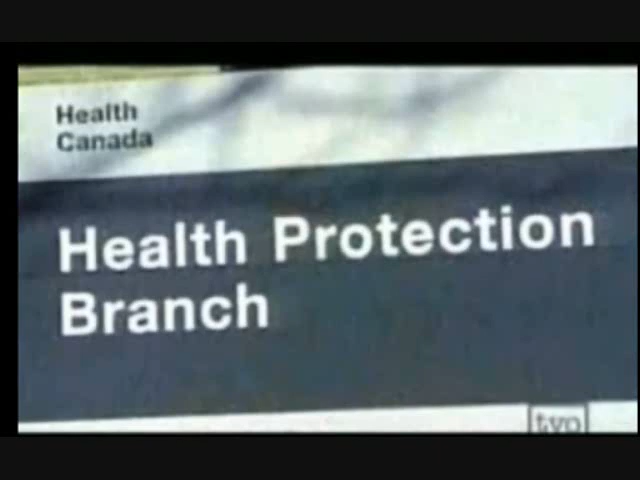 Health
Canada
Health Protection
Branch
tvo